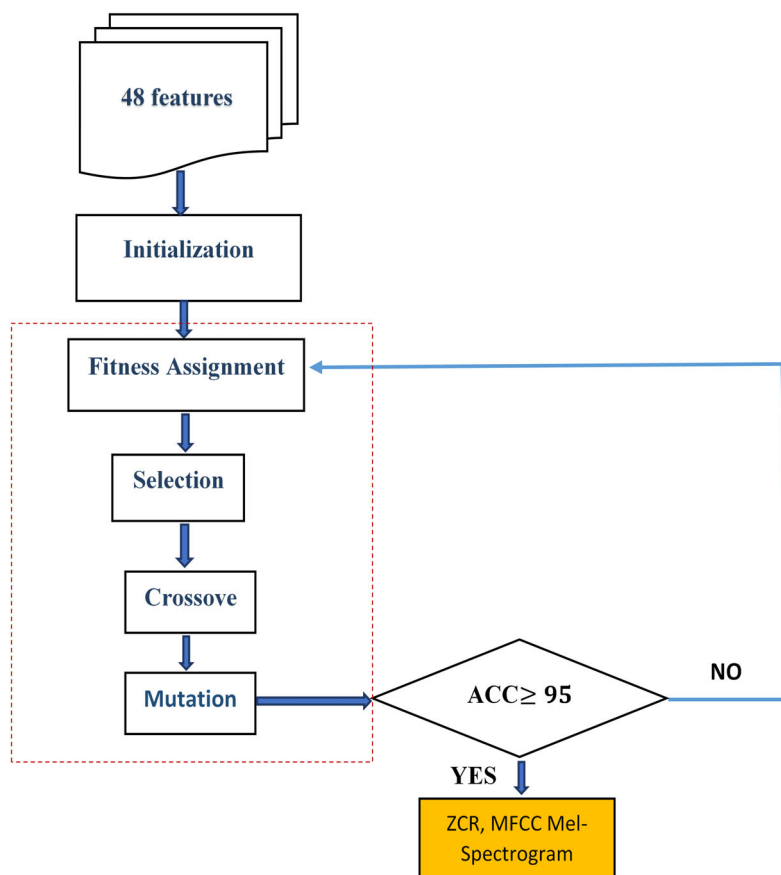 48 features
Initialization
Fitness Assignment
Selection
Crossove
Mutation
ACC≥ 95
NO
YES
ZCR, MFCC Mel-
Spectrogram